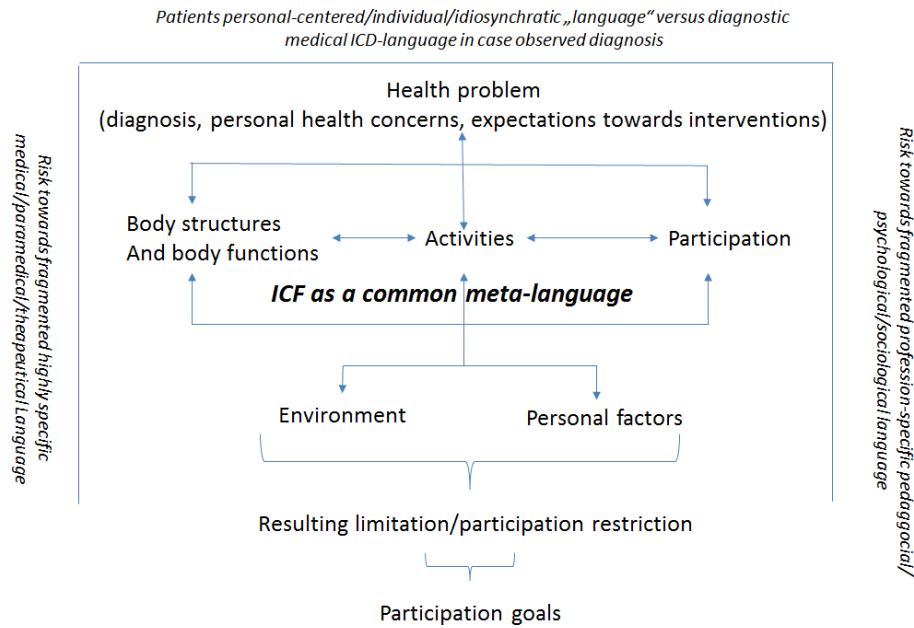 Patients personal-centered/individual/idiosynchratic „language“ versus diagnostic
medical ICD-language in case observed diagnosis
Health problem
(diagnosis, personal health concerns, expectations towards interventions)
Risk towards fragmented highly specific
medical/paramedical/theapeutical Language
Body structures
And body functions
Activities
Participation
ICF as a common meta-language
Environment
Personal factors
Resulting limitation/participation restriction
Participation goals
Risk towards fragmented profession-specific pedaggocial/
psychological/sociological language